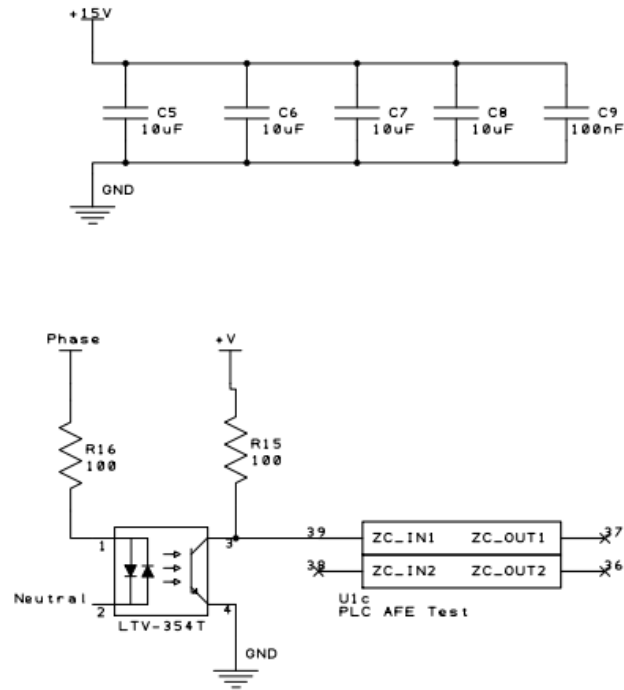 +15V
C5
10uF
C6
10uF
C7
10uF
C8
10uF
C9
100nF
GND
Phase
+V
R16
100
R15
100
1
3
39
ZC_IN1
ZC_OUT1
37
38
ZC_IN2
ZC_OUT2
36
Neutral
2
4
LTV-354T
U1c
PLC AFE Test
GND